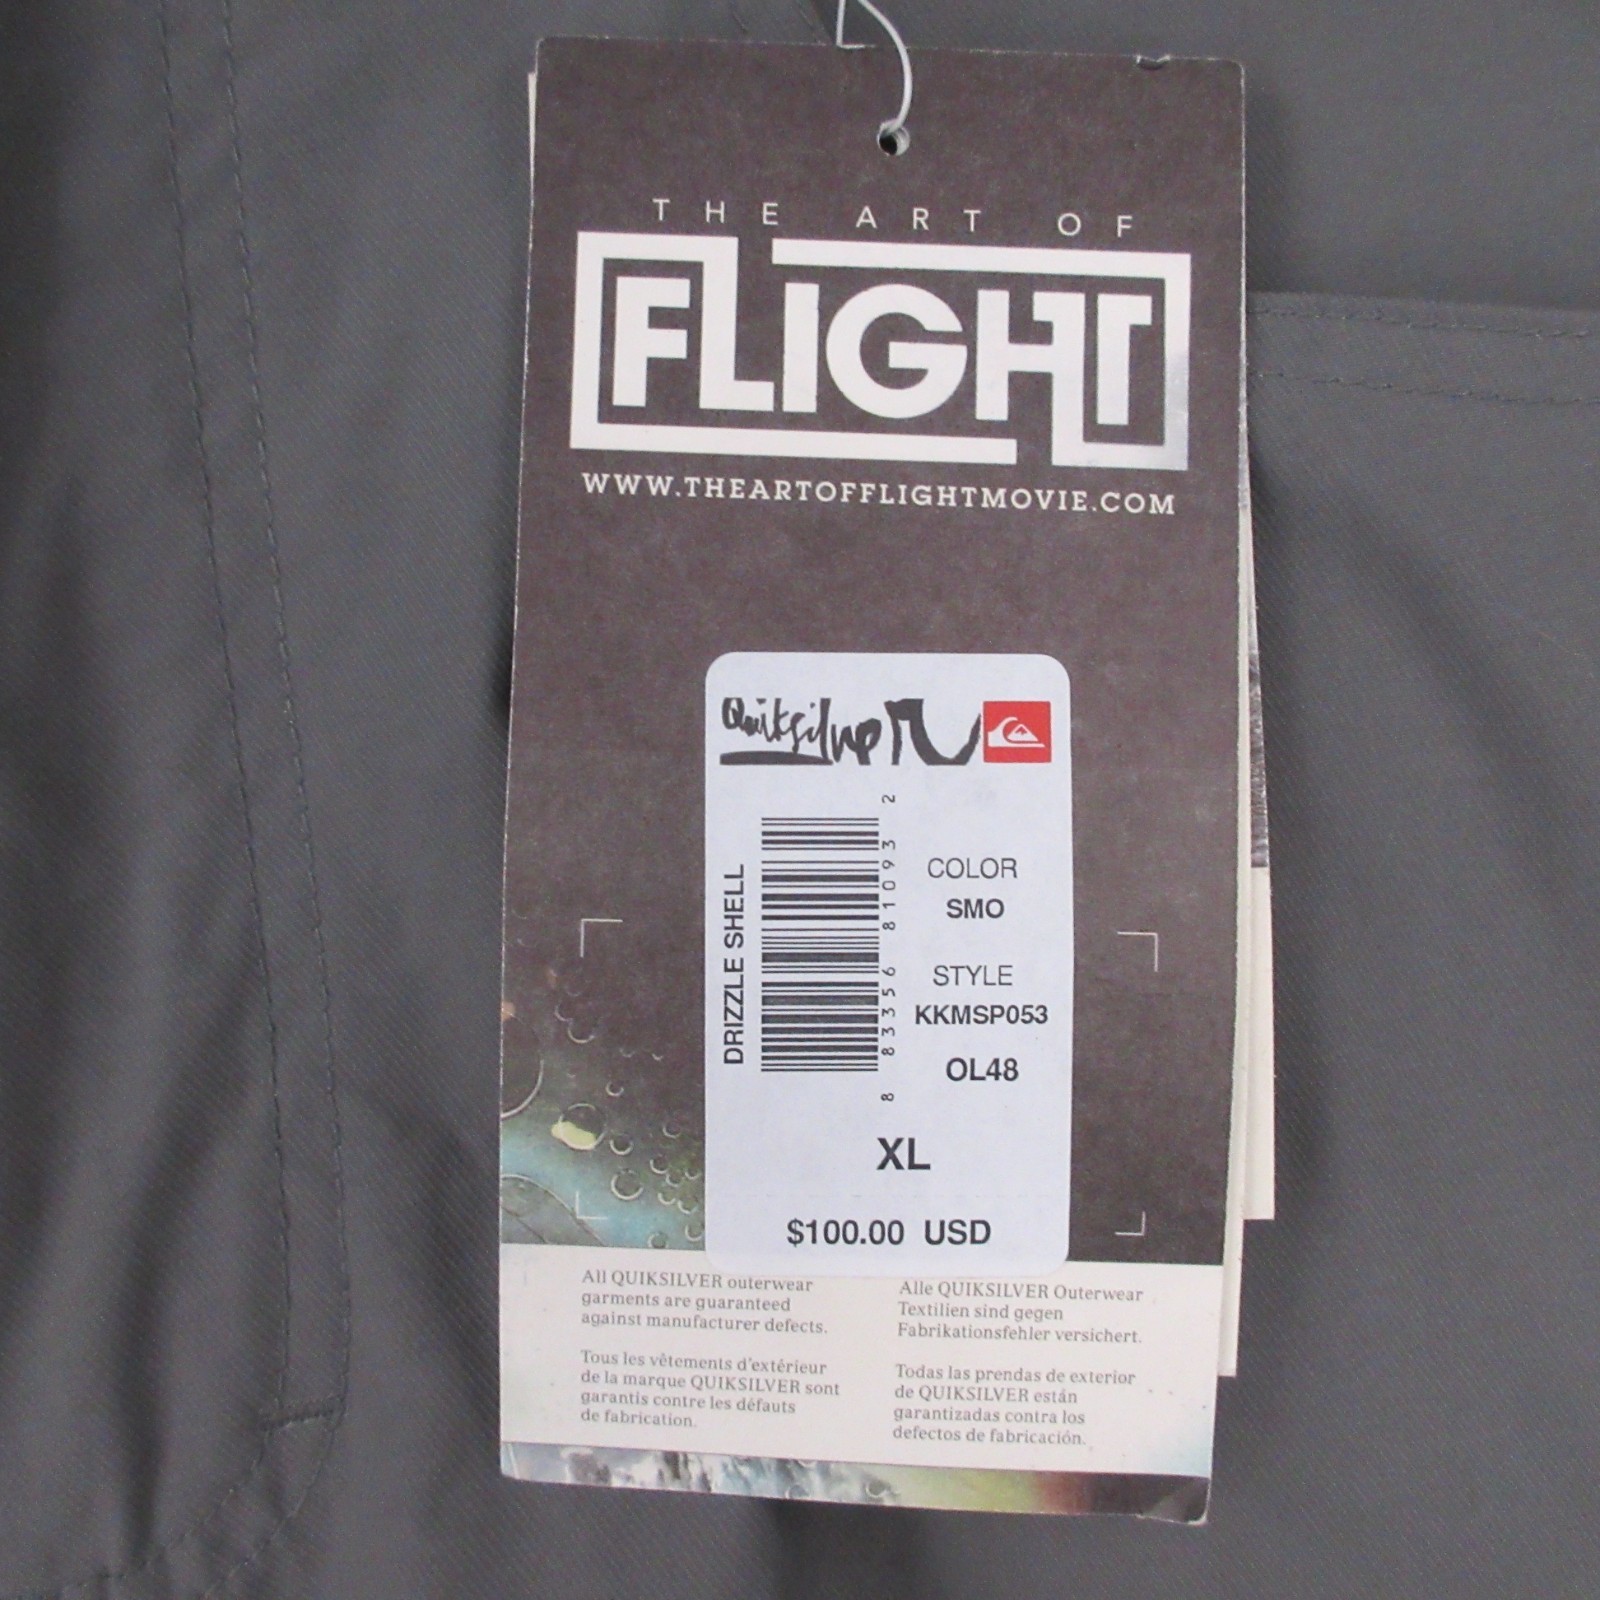 THE ART OF
FLIGHT
WWW.THEARTOFFLIGHTMOVIE.COM
Quiksilver
DRIZZLE SHELL
8 83356 81093 2
COLOR
SMO
STYLE
KKMSP053
OL48
XL
$100.00 USD
All QUIKSILVER outerwear
garments are guaranteed
against manufacturer defects.
Tous les vêtements d'extérieur
de la marque QUIKSILVER sont
garantis contre les défauts
de fabrication.
Alle QUIKSILVER Outerwear
Textilien sind gegen
Fabrikationsfehler versichert.
Todas las prendas de exterior
de QUIKSILVER están
garantizadas contra los
defectos de fabricación.